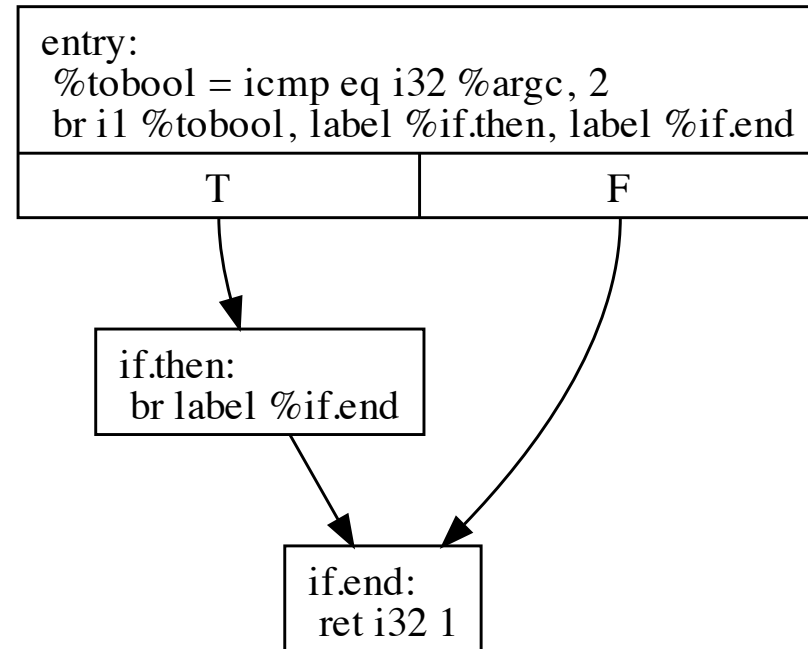 entry:
%tobool = icmp eq i32 %argc, 2
br i1 %tobool, label %if.then, label %if.end
T
F
if.then:
br label %if.end
if.end:
ret i32 1